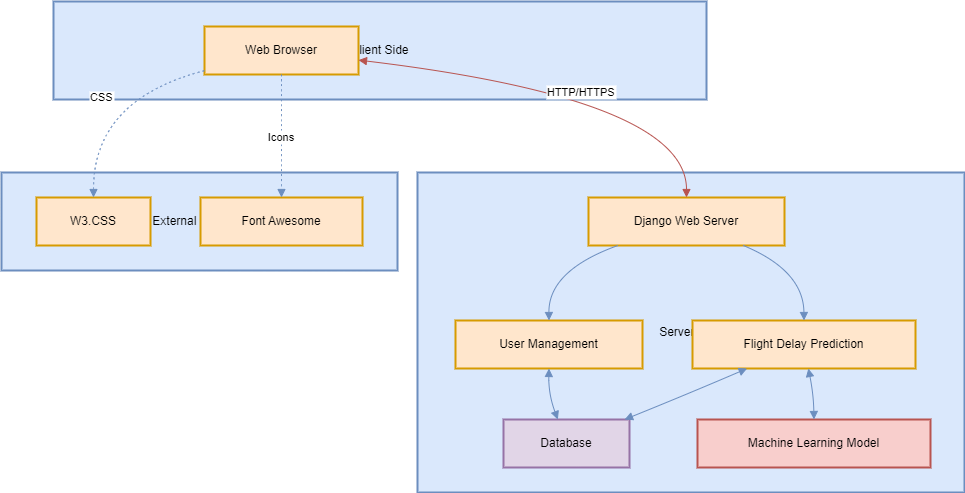 Web Browser
lient Side
CSS
HTTP/HTTPS
Icons
W3.CSS
External
Font Awesome
Django Web Server
User Management
Server
Flight Delay Prediction
Database
Machine Learning Model